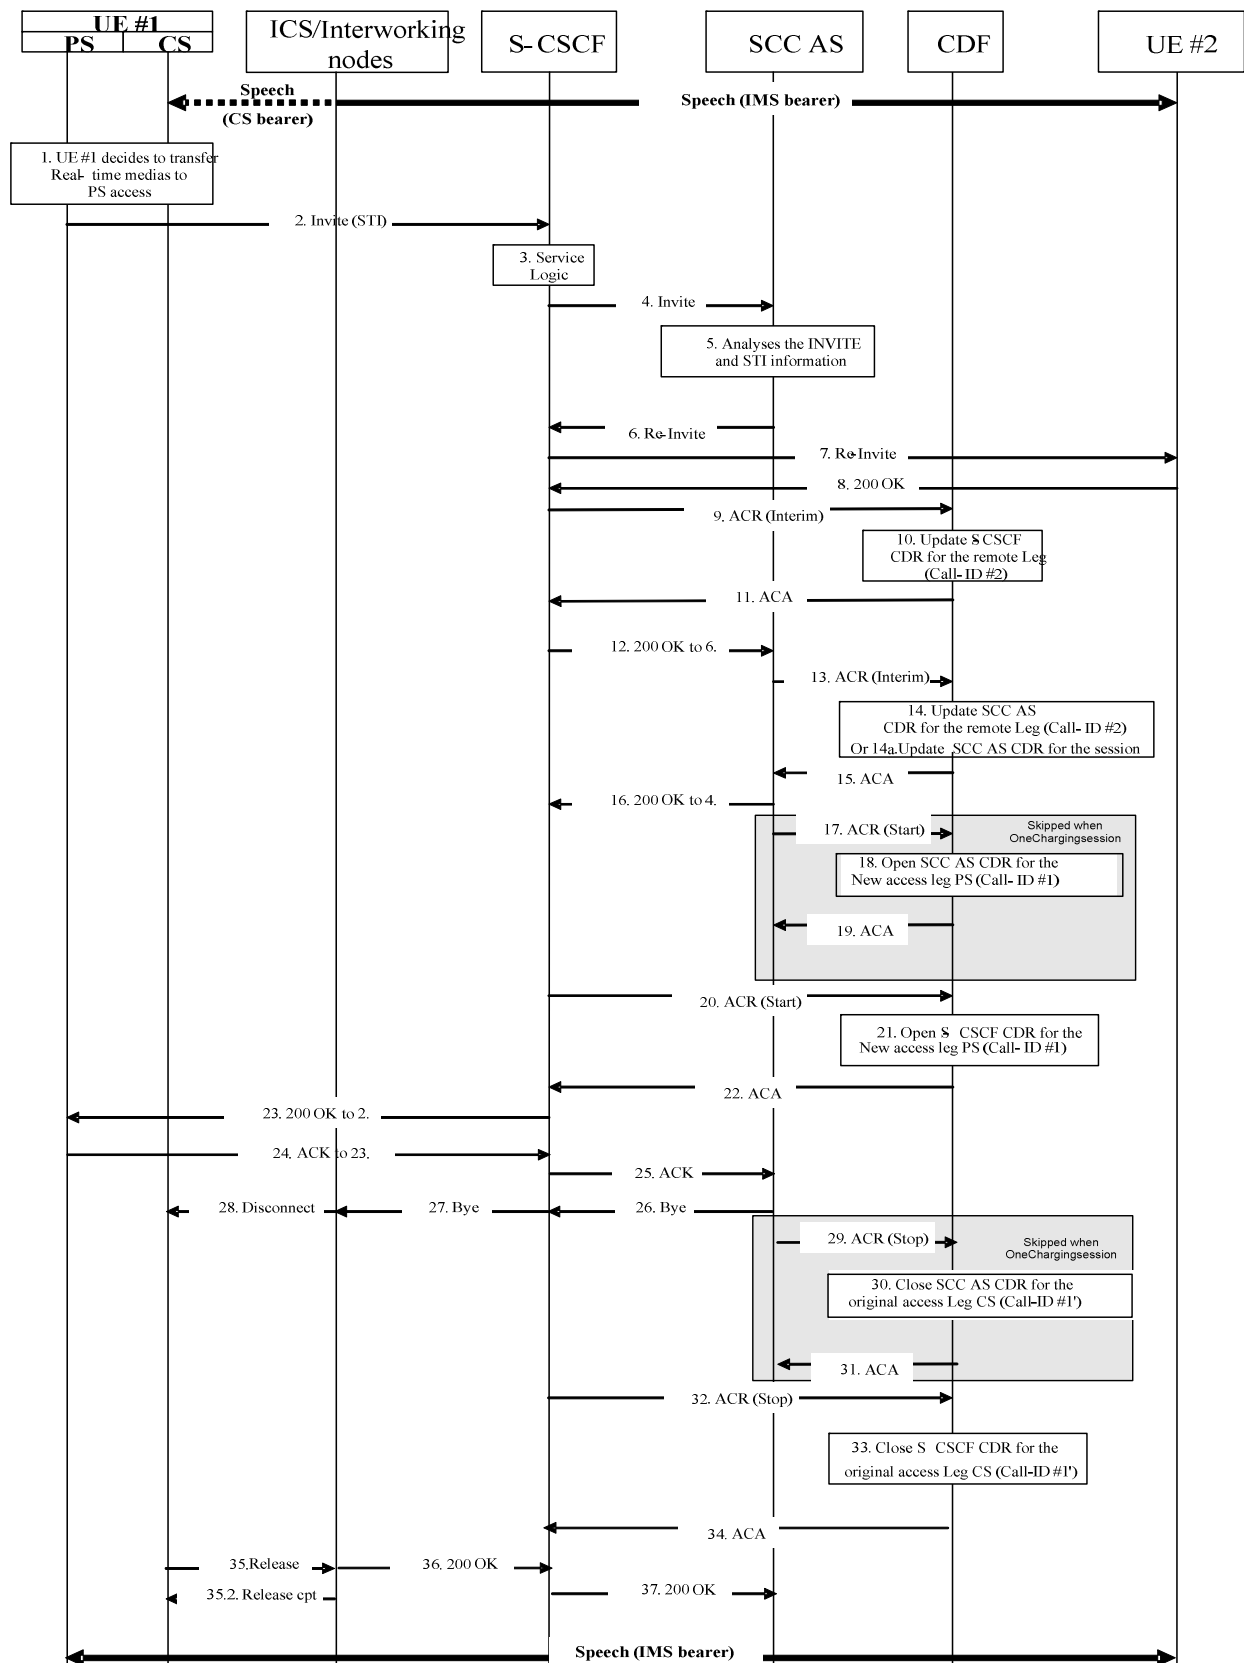 UE #1
PS CS
ICS/Interworking
nodes
S-CSCF
SCC AS
CDF
UE #2
Speech
(CS bearer)
Speech (IMS bearer)
1. UE #1 decides to transfer
Real- time medias to
PS access
2. Invite (STI)
3. Service
Logic
4. Invite
5. Analyses the INVITE
and STI information
6. Re-Invite
7. Re-Invite
8. 200 OK
9. ACR (Interim)
10. Update S CSCF
CDR for the remote Leg
(Call- ID #2)
11. ACA
12. 200 OK to 6.
13. ACR (Interim)
14. Update SCC AS
CDR for the remote Leg (Call- ID #2)
Or 14a.Update SCC AS CDR for the session
15. ACA
16. 200 OK to 4.
17. ACR (Start)
Skipped when
OneChargingsession
18. Open SCC AS CDR for the
New access leg PS (Call- ID #1)
19. ACA
20. ACR (Start)
21. Open S CSCF CDR for the
New access leg PS (Call- ID #1)
22. ACA
23. 200 OK to 2.
24. ACK to 23.
25. ACK
28. Disconnect
27. Bye
26. Bye
29. ACR (Stop)
Skipped when
OneChargingsession
30. Close SCC AS CDR for the
original access Leg CS (Call-ID #1')
31. ACA
32. ACR (Stop)
33. Close S CSCF CDR for the
original access Leg CS (Call-ID #1')
34. ACA
35.Release
36. 200 OK
35.2. Release cpt
37. 200 OK
Speech (IMS bearer)